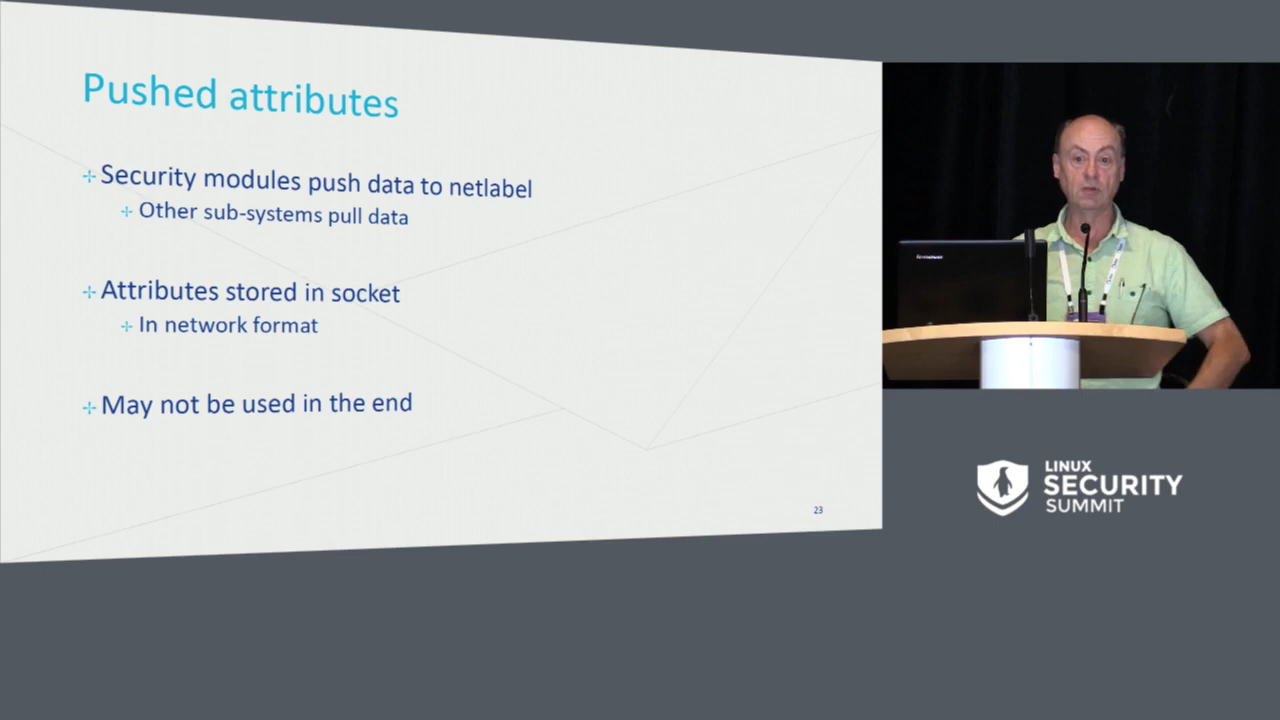 Pushed attributes
Security modules push data to netlabel
Other sub-systems pull data
Attributes stored in socket
In network format
May not be used in the end
23
lenovo
LINUX
SECURITY
SUMMIT